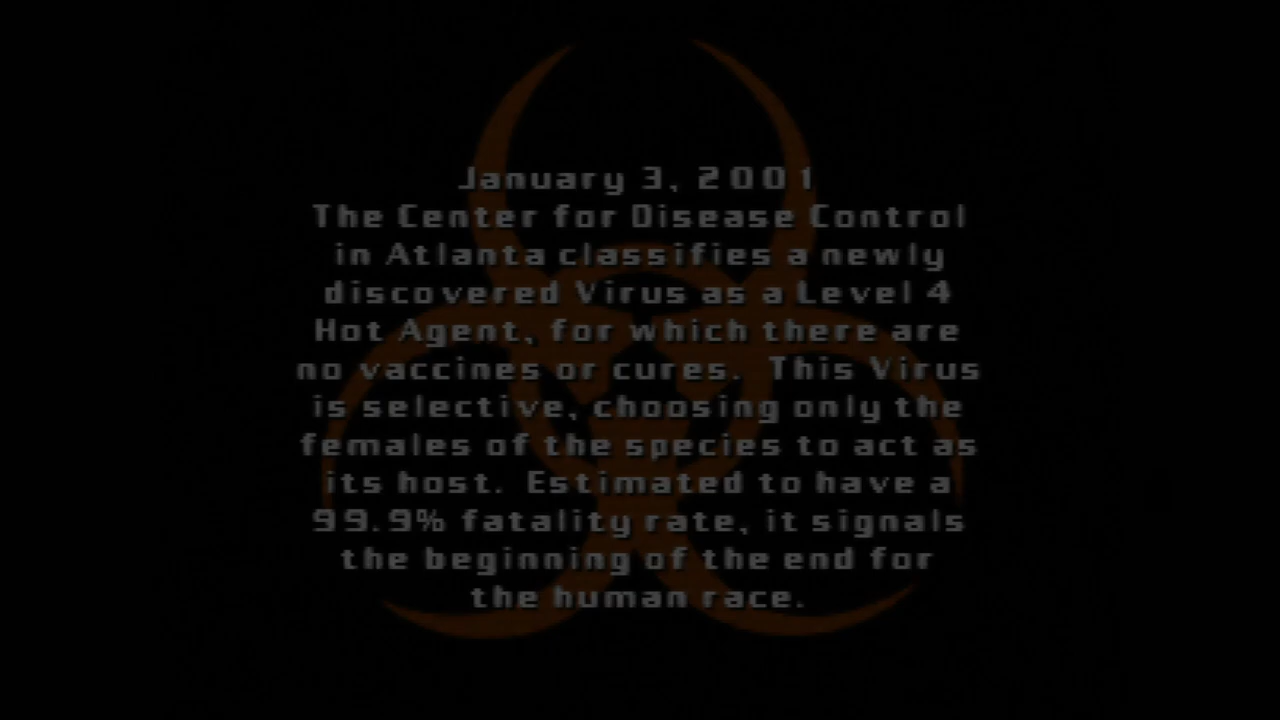 January 3, 2001
The Center for Disease Control
in Atlanta classifies a newly
discovered Virus as a Level 4
Hot Agent, for which there are
no vaccines or cures.  This Virus
is selective, choosing only the
females of the species to act as
its host.  Estimated to have a
99.9% fatality rate, it signals
the beginning of the end for
the human race.